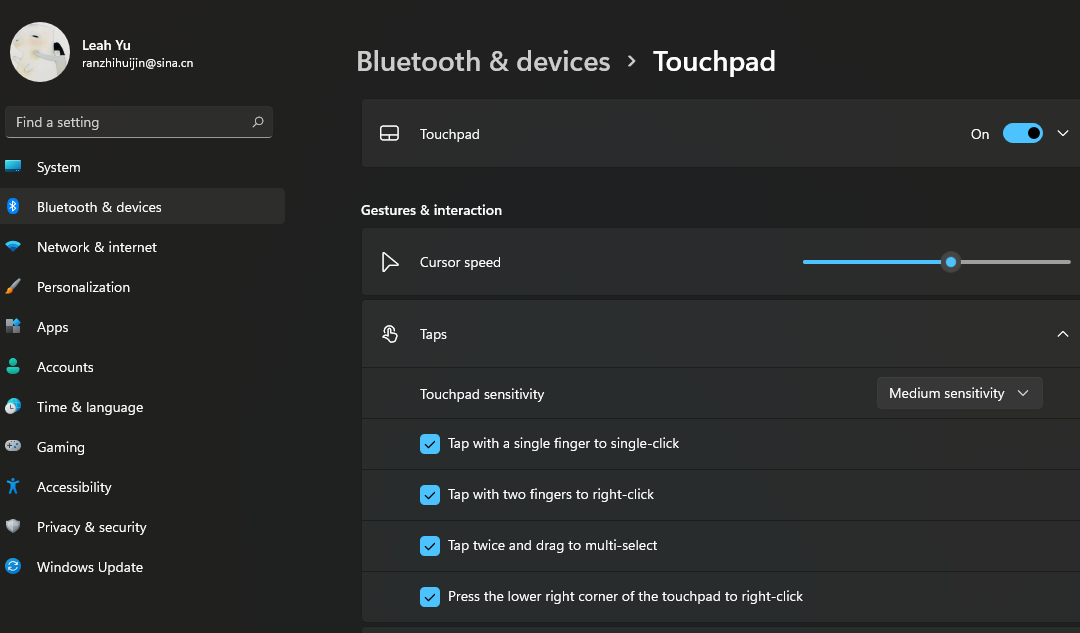 Leah Yu
ranzhihuijin@sina.cn
Find a setting
System
Bluetooth & devices
Network & internet
Personalization
Apps
Accounts
Time & language
Gaming
Accessibility
Privacy & security
Windows Update
Bluetooth & devices › Touchpad
Touchpad On
Gestures & interaction
Cursor speed
Taps
Touchpad sensitivity Medium sensitivity
Tap with a single finger to single-click
Tap with two fingers to right-click
Tap twice and drag to multi-select
Press the lower right corner of the touchpad to right-click